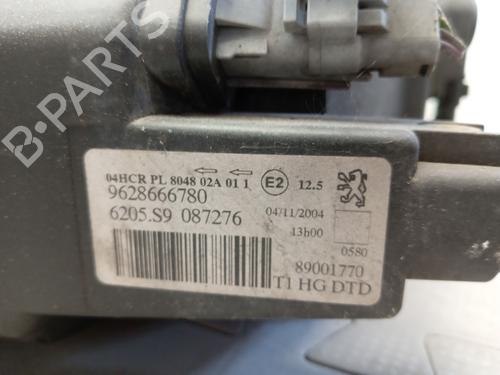 B-PARTS
04HCR PL 8048 02A 01 1 E2 12.5
9628666780
6205.S9 087276
04/11/2004
13h00
0580
89001770
T1 HG DTD